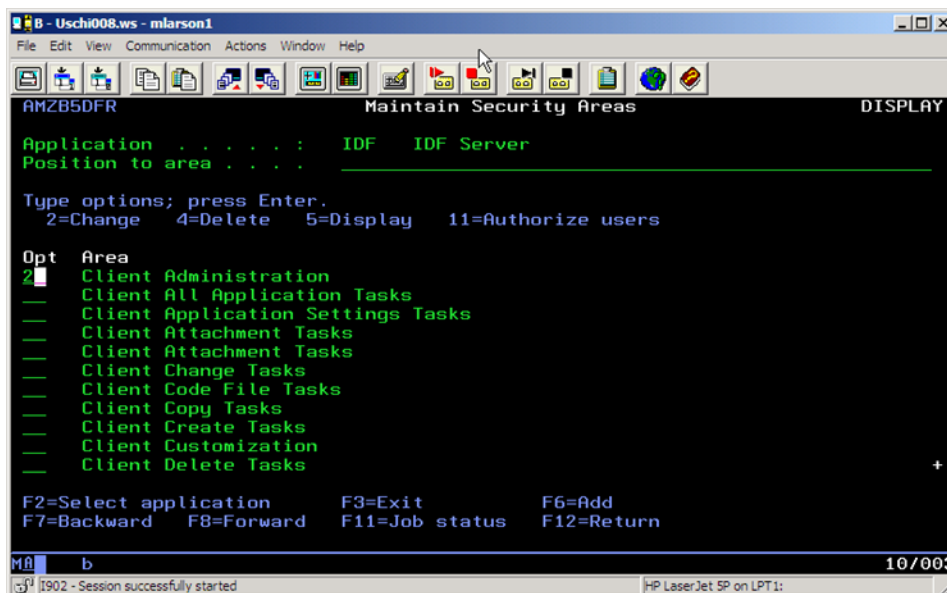 B - Uschi008.ws - mlarson1
File Edit View Communication Actions Window Help
AMZB5DFR Maintain Security Areas DISPLAY
Application . . . . . : IDF IDF Server
Position to area . . . .
Type options; press Enter.
2=Change 4=Delete 5=Display 11=Authorize users
Opt Area
2 Client Administration
Client All Application Tasks
Client Application Settings Tasks
Client Attachment Tasks
Client Attachment Tasks
Client Change Tasks
Client Code File Tasks
Client Copy Tasks
Client Create Tasks
Client Customization
Client Delete Tasks
+
F2=Select application F3=Exit F6=Add
F7=Backward F8=Forward F11=Job status F12=Return
MA b 10/003
I902 - Session successfully started HP LaserJet 5P on LPT1: